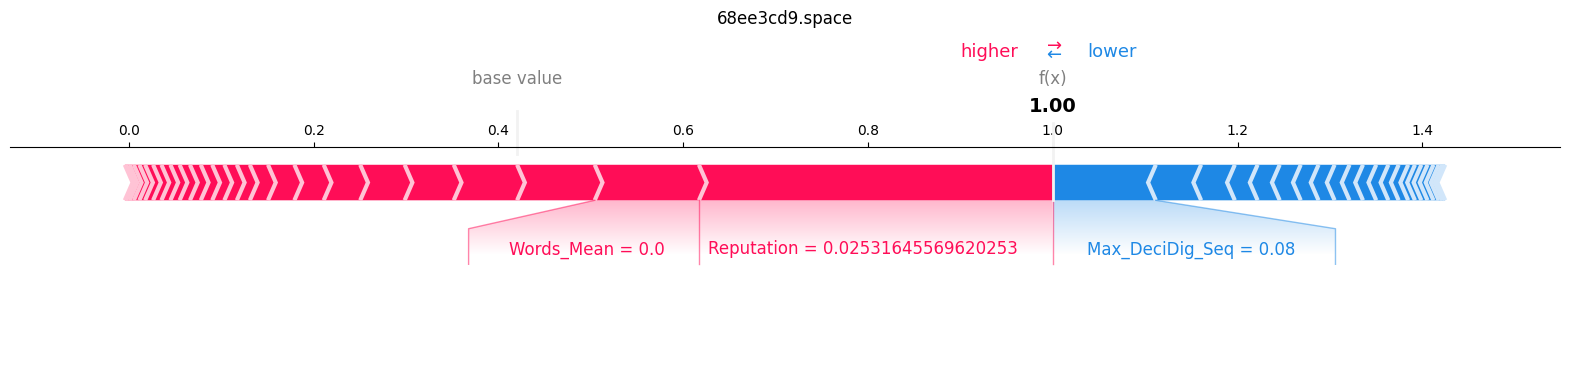 68ee3cd9.space
higher → ← lower
base value f(x)
1.00
0.0 0.2 0.4 0.6 0.8 1.0 1.2 1.4
Words_Mean = 0.0 Reputation = 0.02531645569620253 Max_DeciDig_Seq = 0.08